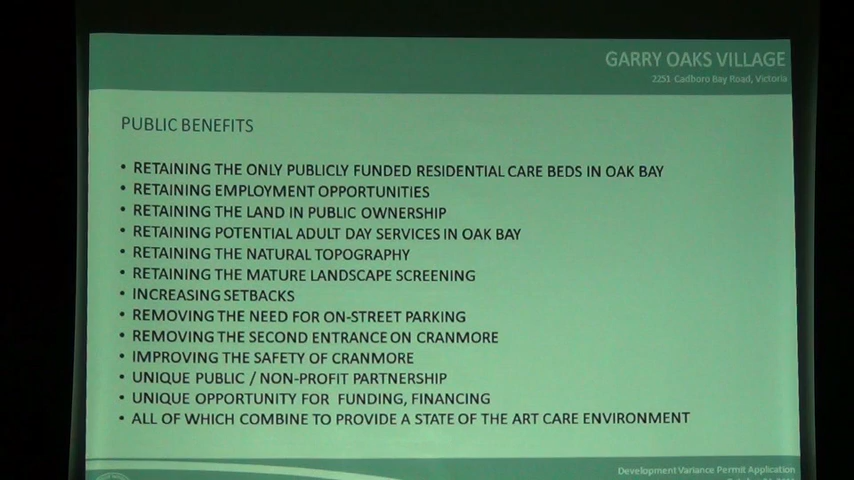 GARRY OAKS VILLAGE
2251 Cadboro Bay Road, Victoria
PUBLIC BENEFITS
• RETAINING THE ONLY PUBLICLY FUNDED RESIDENTIAL CARE BEDS IN OAK BAY
• RETAINING EMPLOYMENT OPPORTUNITIES
• RETAINING THE LAND IN PUBLIC OWNERSHIP
• RETAINING POTENTIAL ADULT DAY SERVICES IN OAK BAY
• RETAINING THE NATURAL TOPOGRAPHY
• RETAINING THE MATURE LANDSCAPE SCREENING
• INCREASING SETBACKS
• REMOVING THE NEED FOR ON-STREET PARKING
• REMOVING THE SECOND ENTRANCE ON CRANMORE
• IMPROVING THE SAFETY OF CRANMORE
• UNIQUE PUBLIC / NON-PROFIT PARTNERSHIP
• UNIQUE OPPORTUNITY FOR FUNDING, FINANCING
• ALL OF WHICH COMBINE TO PROVIDE A STATE OF THE ART CARE ENVIRONMENT
Development Variance Permit Application